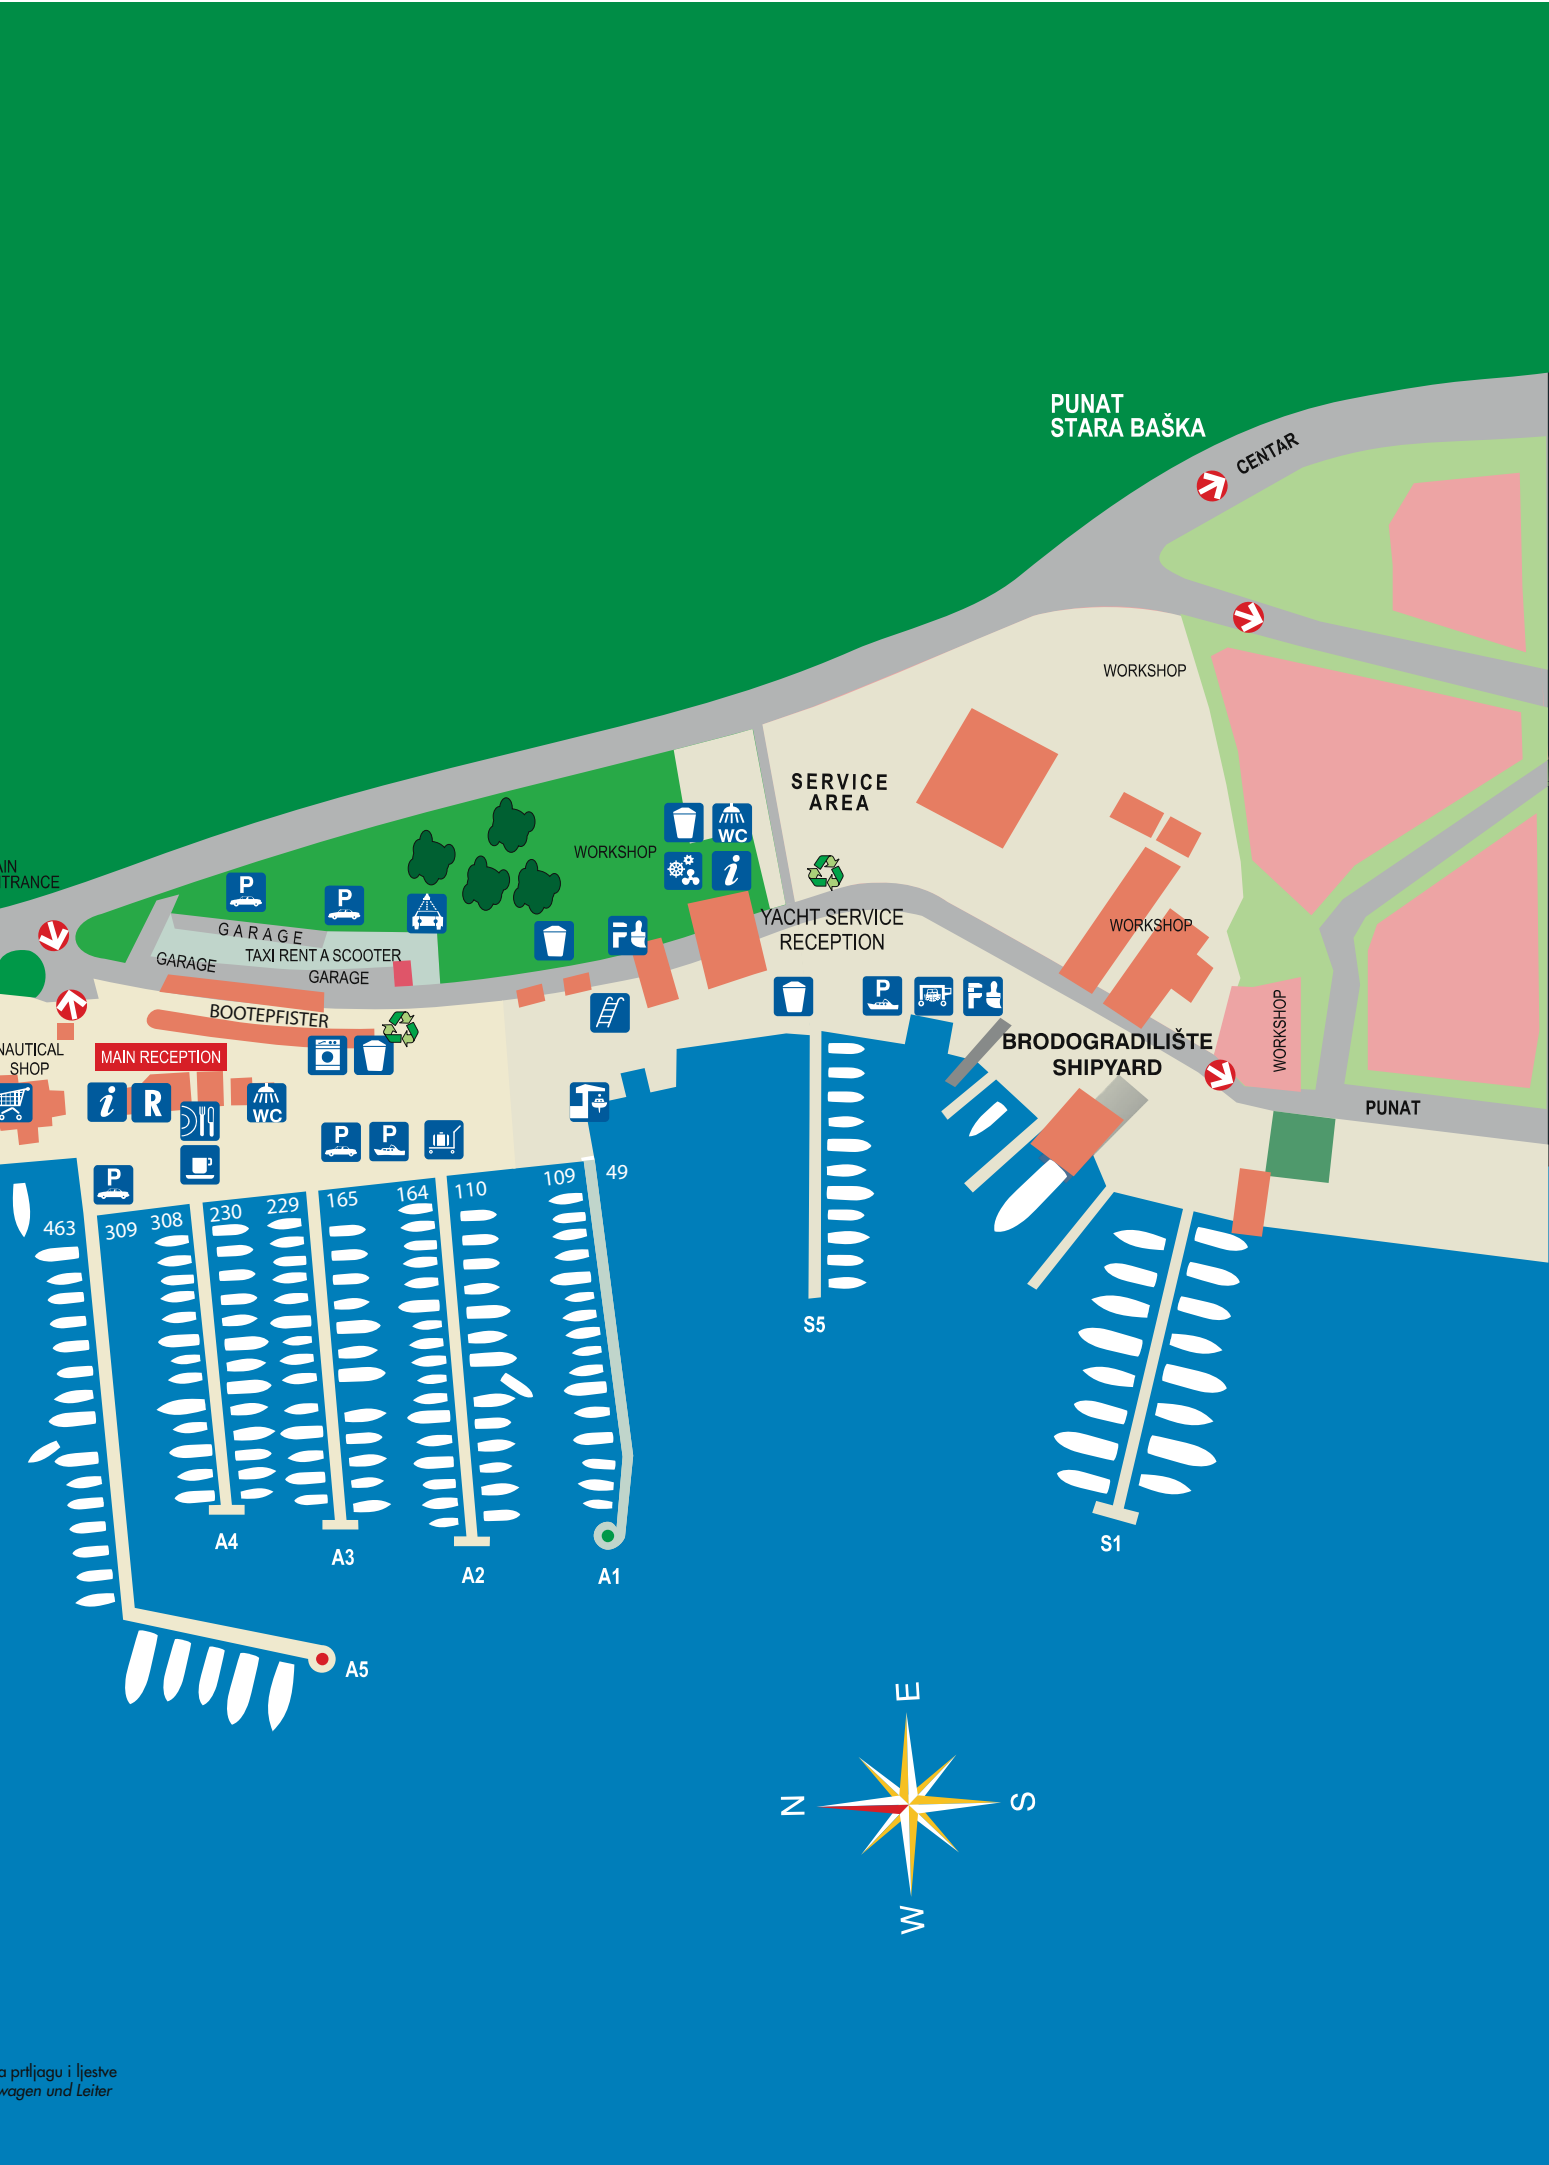 PUNAT
STARA BAŠKA
CENTAR
WORKSHOP
SERVICE
AREA
WORKSHOP
WC
P
P
GARAGE
TAXI RENT A SCOOTER
GARAGE
GARAGE
YACHT SERVICE
RECEPTION
WORKSHOP
BOOTEPFISTER
P
WORKSHOP
NAUTICAL
SHOP
MAIN RECEPTION
BRODOGRADILIŠTE
SHIPYARD
i
R
WC
i
PUNAT
P
P
P
463
309
308
230
229
165
164
110
109
49
S5
A4
A3
A2
A1
S1
A5
E
N
S
W
a prtljagu i ljestve
wagen und Leiter